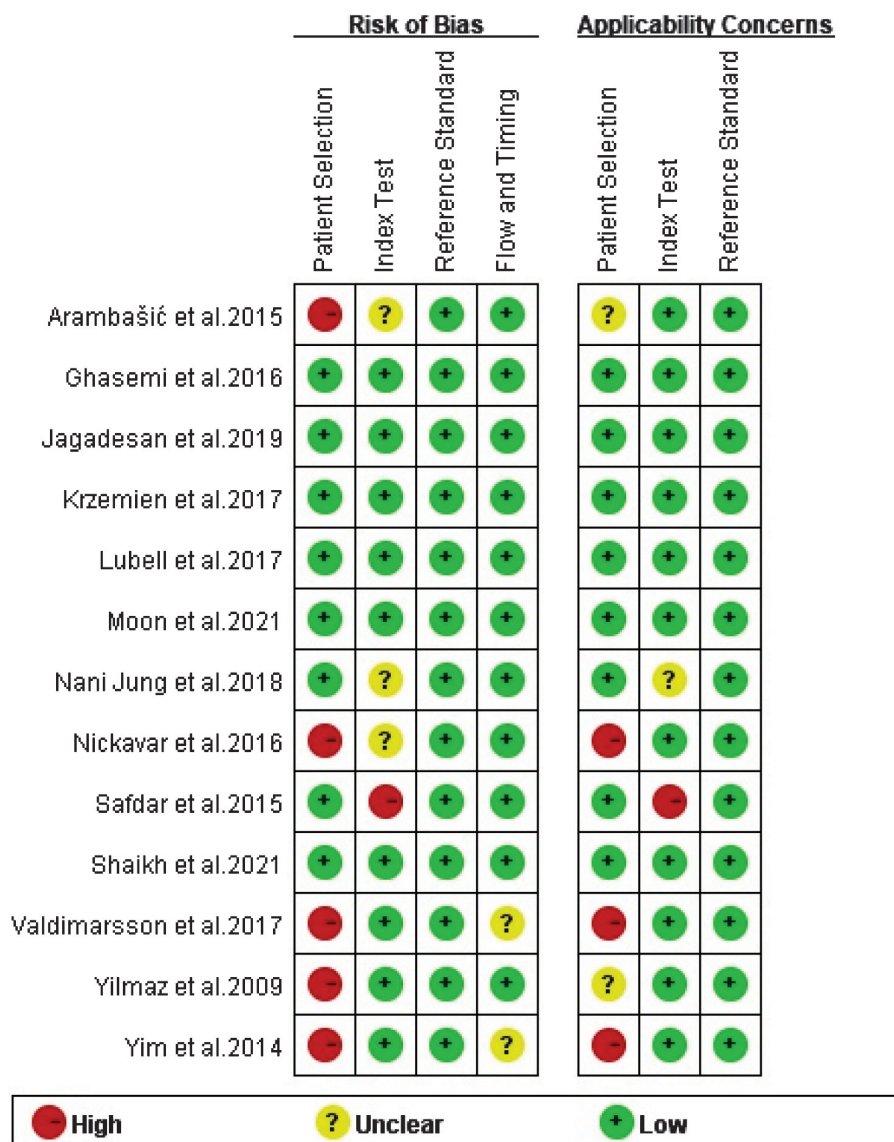 Risk of Bias
Applicability Concerns
Patient Selection
Index Test
Reference Standard
Flow and Timing
Patient Selection
Index Test
Reference Standard
Arambašić et al.2015 - ? + + ? + +
Ghasemi et al.2016 + + + + + + +
Jagadesan et al.2019 + + + + + + +
Krzemien et al.2017 + + + + + + +
Lubell et al.2017 + + + + + + +
Moon et al.2021 + + + + + + +
Nani Jung et al.2018 + ? + + + ? +
Nickavar et al.2016 - ? + + - + +
Safdar et al.2015 + - + + + - +
Shaikh et al.2021 + + + + + + +
Valdimarsson et al.2017 - + + ? - + +
Yilmaz et al.2009 - + + + ? + +
Yim et al.2014 - + + ? - + +
- High ? Unclear + Low